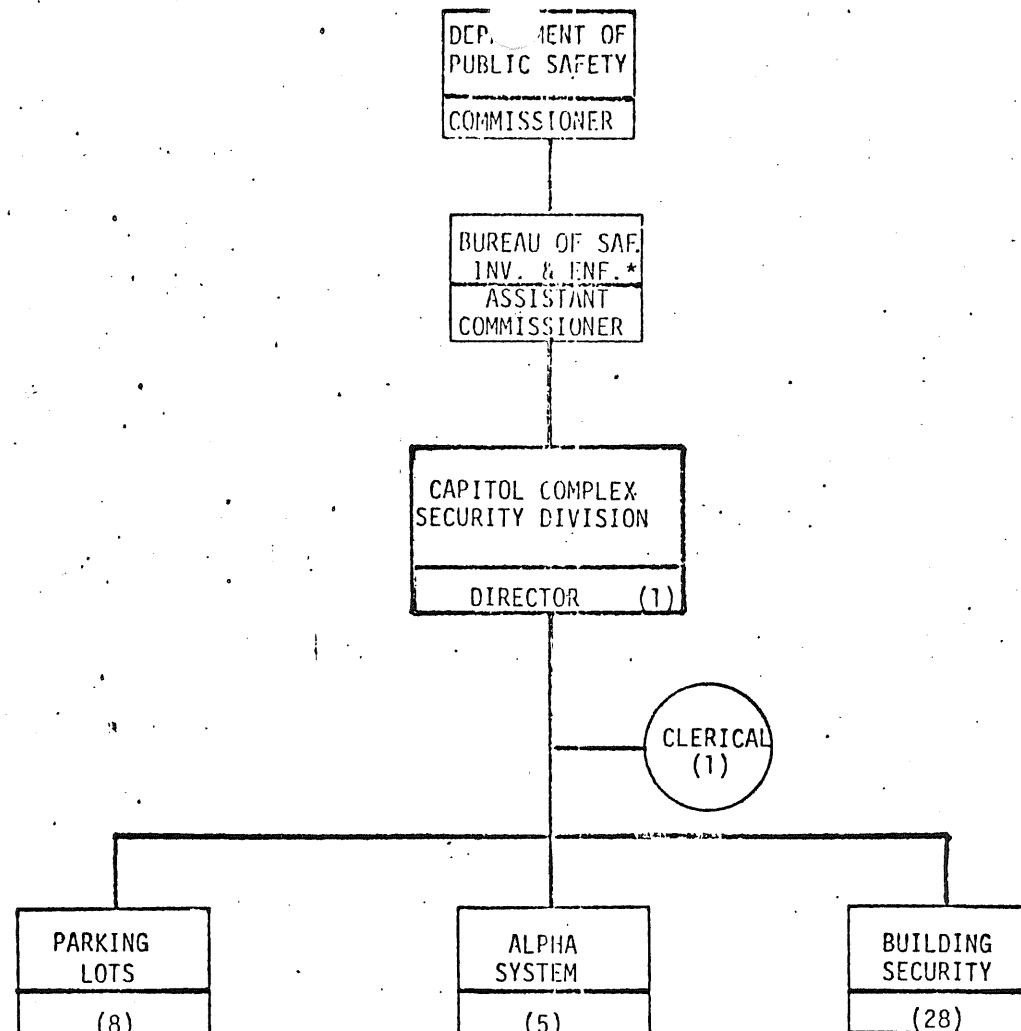 OF
PUBLIC SAFETY
COMMISSIONER
BUREAU OF SAF.
INV. & ENF.*
ASSISTANT
COMMISSIONER
CAPITOL COMPLEX
SECURITY DIVISION
DIRECTOR (1)
CLERICAL
(1)
PARKING
LOTS
(8)
ALPHA
SYSTEM
(5)
BUILDING
SECURITY
(28)